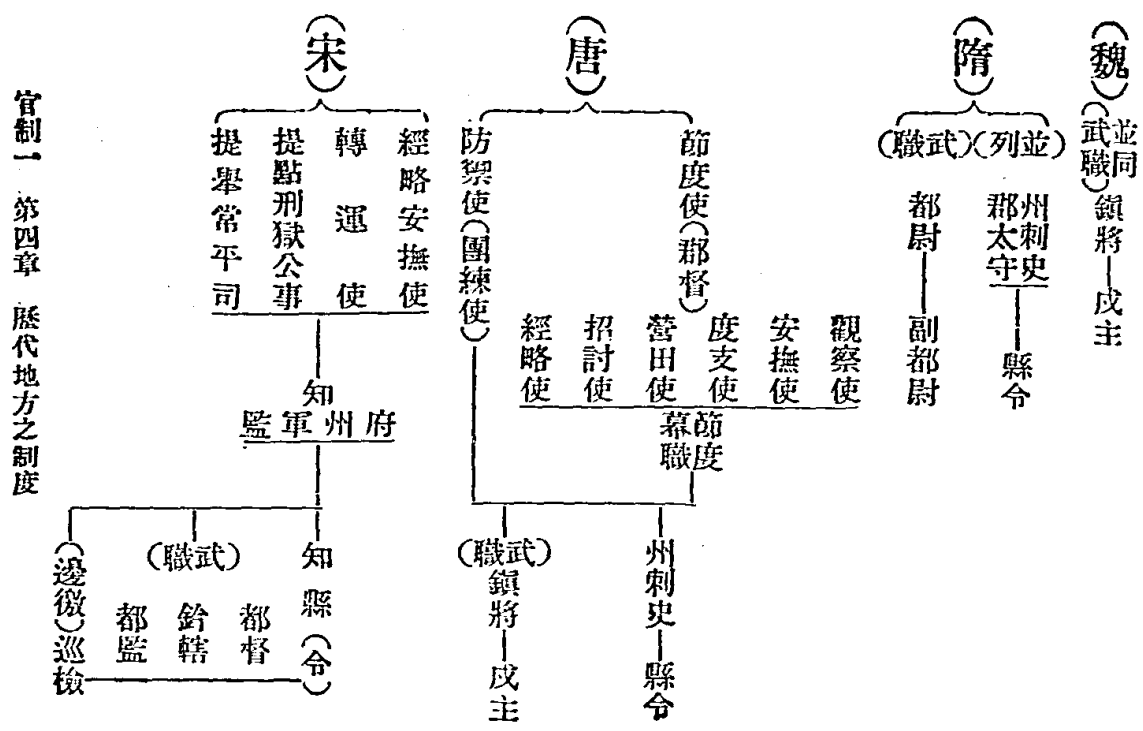 (魏)
並同
(武職)
鎮將—戍主
(隋)
(並列)
州刺史
郡太守
縣令
(武職)
都尉—副都尉
(唐)
節度使(都督)
觀察使
安撫使
度支使
營田使
招討使
經略使
節度
幕職
防禦使(團練使)
州刺史—縣令
(武職)
鎮將—戍主
(宋)
經略安撫使
轉運使
提點刑獄公事
提舉常平司
知
府州軍監
知縣(令)
(武職)
都督
鈐轄
都監
(邊徼)巡檢
官制一 第四章 歷代地方之制度